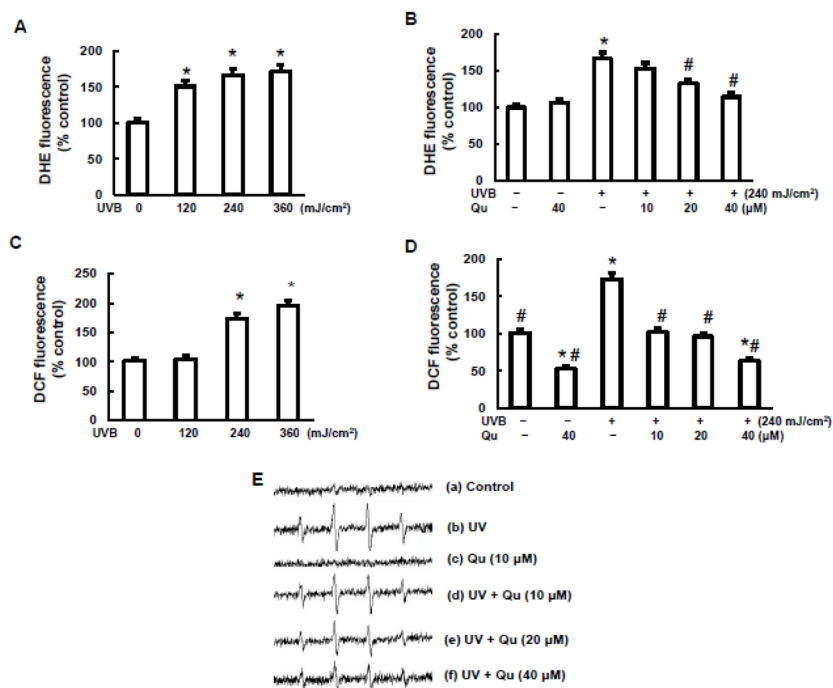 A
DHE fluorescence
(% control)
200
150
100
50
* * *
UVB 0 120 240 360 (mJ/cm²)
B
DHE fluorescence
(% control)
200
150
100
50
0
* # #
UVB – – + + + + (240 mJ/cm²)
Qu – 40 – 10 20 40 (µM)
C
DCF fluorescence
(% control)
250
200
150
100
50
0
* *
UVB 0 120 240 360 (mJ/cm²)
D
DCF fluorescence
(% control)
200
150
100
50
0
# *# * # # *#
UVB – – + + + + (240 mJ/cm²)
Qu – 40 – 10 20 40 (µM)
E
(a) Control
(b) UV
(c) Qu (10 µM)
(d) UV + Qu (10 µM)
(e) UV + Qu (20 µM)
(f) UV + Qu (40 µM)